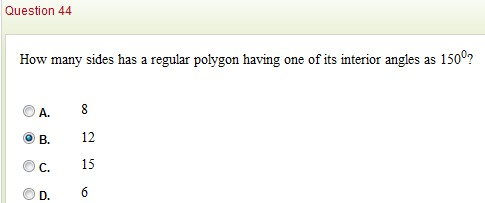 Question 44
How many sides has a regular polygon having one of its interior angles as 150⁰?
A. 8
B. 12
C. 15
D. 6